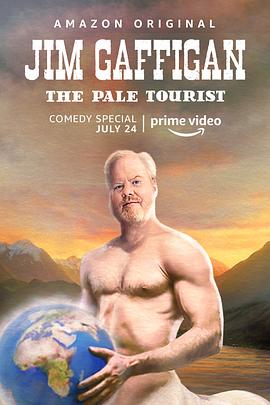 AMAZON ORIGINAL
JIM GAFFIGAN
THE PALE TOURIST
COMEDY SPECIAL
JULY 24
prime video